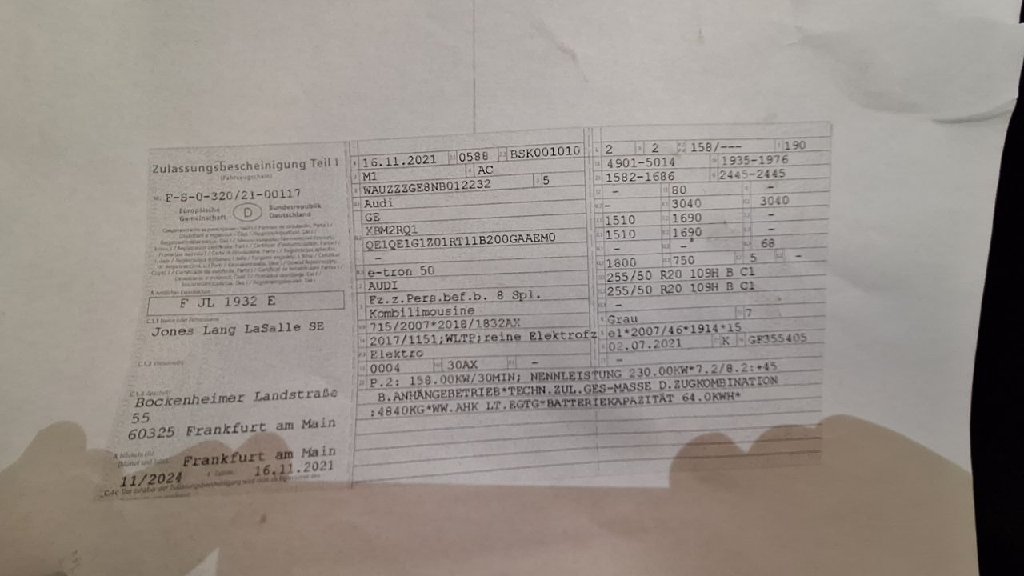 Zulassungsbescheinigung Teil I
(Fahrzeugschein)
Nr. F-S-0-320/21-00117
Europäische Gemeinschaft
D
Bundesrepublik Deutschland
F JL 1932 E
Jones Lang LaSalle SE
Bockenheimer Landstraße
55
60325 Frankfurt am Main
Frankfurt am Main
11/2024
16.11.2021
16.11.2021 0588 BSK001010
M1 AC
WAUZZZGE8NB012232 5
Audi
GE
XBM2RQ1
QE1QE1G1Z01RT11B200GAAEM0
-
e-tron 50
AUDI
Fz.z.Pers.bef.b. 8 Spl.
Kombilimousine
715/2007*2018/1832AX
2017/1151;WLTP;reine Elektrofz
Elektro
0004 30AX -
2 2 158/--- 190
4901-5014 1935-1976
1582-1686 2445-2445
- 80 -
- 3040 3040
1510 1690 -
1510 1690 -
- - 68
1800 750 5 -
255/50 R20 109H B C1
255/50 R20 109H B C1
-
Grau 7
e1*2007/46*1914*15
02.07.2021 K GF355405
-
P.2: 158.00KW/30MIN; NENNLEISTUNG 230.00KW*7.2/8.2:+45
B.ANHÄNGEBETRIEB*TECHN.ZUL.GES-MASSE D.ZUGKOMBINATION
:4840KG*WW.AHK LT.EGTG*BATTERIEKAPAZITÄT 64.0KWH*